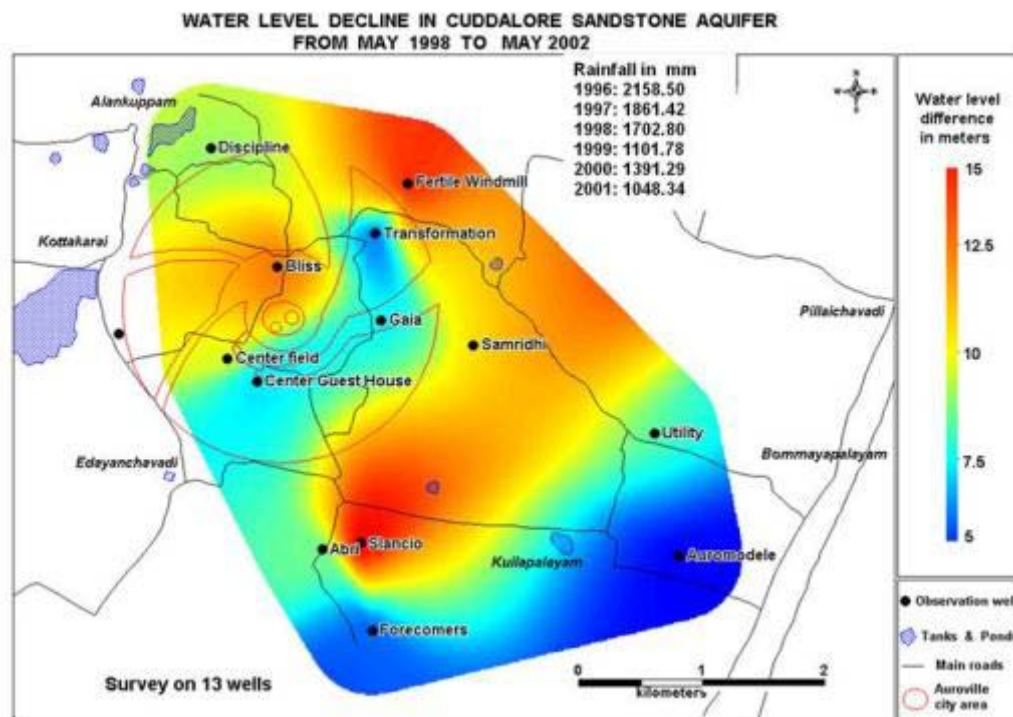 WATER LEVEL DECLINE IN CUDDALORE SANDSTONE AQUIFER
FROM MAY 1998 TO MAY 2002
Rainfall in mm
1996: 2158.50
1997: 1861.42
1998: 1702.80
1999: 1101.78
2000: 1391.29
2001: 1048.34
Water level
difference
in meters
15
12.5
10
7.5
5
Alankuppam
Discipline
Fertile Windmill
Kottakarai
Transformation
Bliss
Pillaichavadi
Gaia
Samridhi
Center field
Center Guest House
Utility
Edayanchavadi
Bommayapalayam
Abri
Slancio
Kuilapalayam
Auromodele
Forecomers
Survey on 13 wells
0 1 2
kilometers
Observation well
Tanks & Pond
Main roads
Auroville
city area